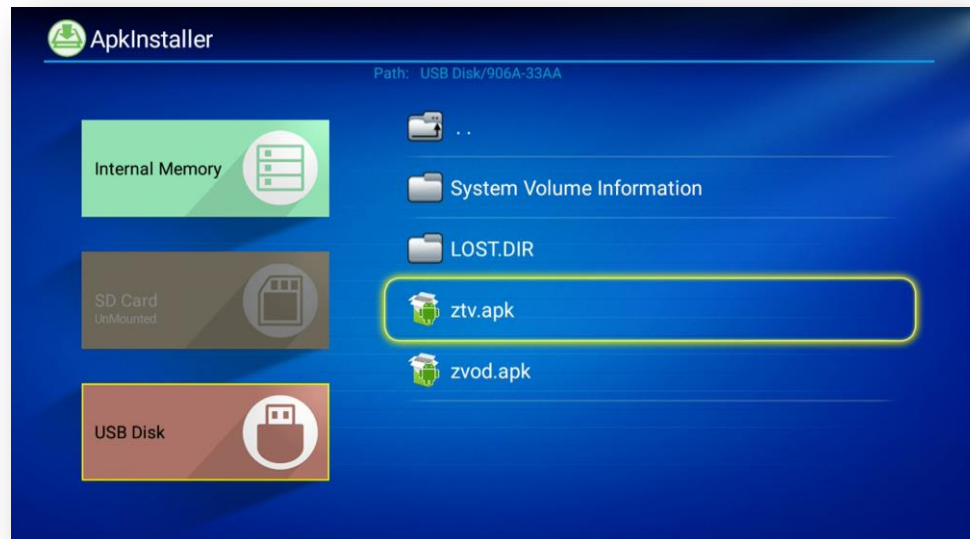 ApkInstaller
Path: USB Disk/906A-33AA
Internal Memory
SD Card
UnMounted
USB Disk
..
System Volume Information
LOST.DIR
ztv.apk
zvod.apk